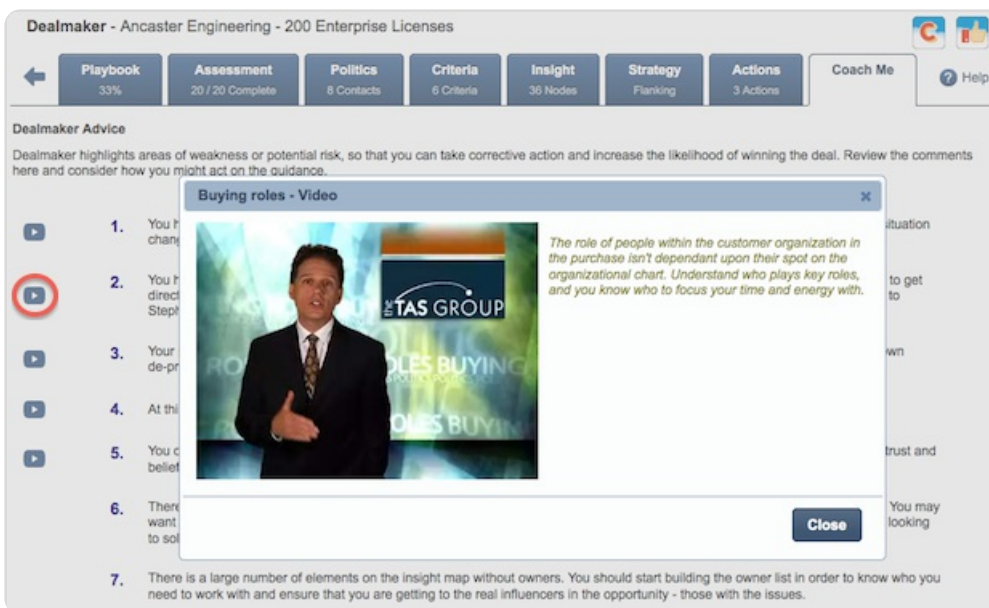 Dealmaker - Ancaster Engineering - 200 Enterprise Licenses
Playbook
33%
Assessment
20 / 20 Complete
Politics
8 Contacts
Criteria
6 Criteria
Insight
36 Nodes
Strategy
Flanking
Actions
3 Actions
Coach Me
? Help
Dealmaker Advice
Dealmaker highlights areas of weakness or potential risk, so that you can take corrective action and increase the likelihood of winning the deal. Review the comments
here and consider how you might act on the guidance.
Buying roles - Video
x
The role of people within the customer organization in
the purchase isn't dependant upon their spot on the
organizational chart. Understand who plays key roles,
and you know who to focus your time and energy with.
the TAS GROUP
ROLES BUYING
Close
1. You situation
2. You to get
direct to
3. Your
4. At
5. You trust and
belief
6. There You may
want looking
to
7. There is a large number of elements on the insight map without owners. You should start building the owner list in order to know who you
need to work with and ensure that you are getting to the real influencers in the opportunity - those with the issues.